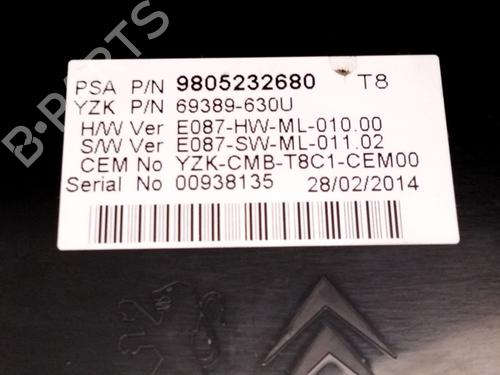 PSA P/N 9805232680 T8
YZK P/N 69389-630U
H/W Ver E087-HW-ML-010.00
S/W Ver E087-SW-ML-011.02
CEM No YZK-CMB-T8C1-CEM00
Serial No 00938135 28/02/2014
B-PARTS